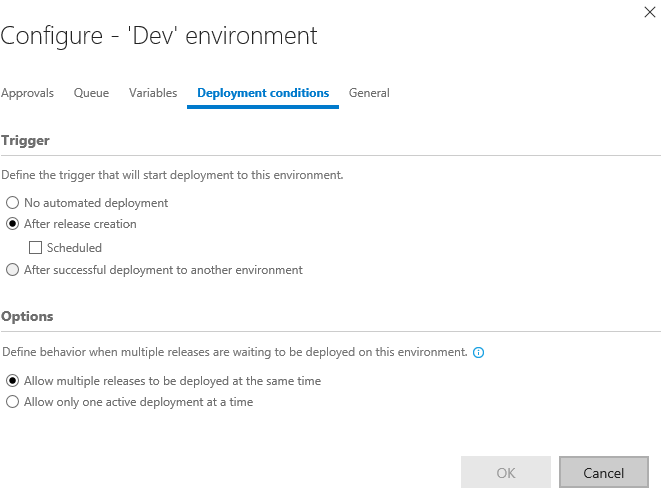 Configure - 'Dev' environment
Approvals Queue Variables Deployment conditions General
Trigger
Define the trigger that will start deployment to this environment.
No automated deployment
After release creation
Scheduled
After successful deployment to another environment
Options
Define behavior when multiple releases are waiting to be deployed on this environment.
Allow multiple releases to be deployed at the same time
Allow only one active deployment at a time
OK Cancel